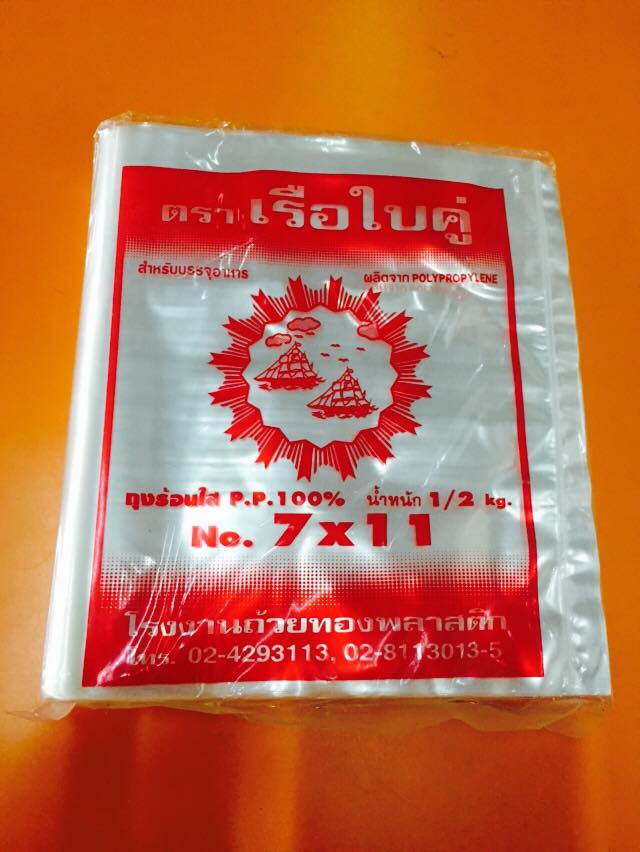 ตรา เรือใบคู่
สำหรับบรรจุอาหาร ผลิตจาก POLYPROPYLENE
ถุงร้อนใส P.P.100% น้ำหนัก 1/2 kg.
No. 7x11
โรงงานถ้วยทองพลาสติก
โทร. 02-4293113, 02-8113013-5